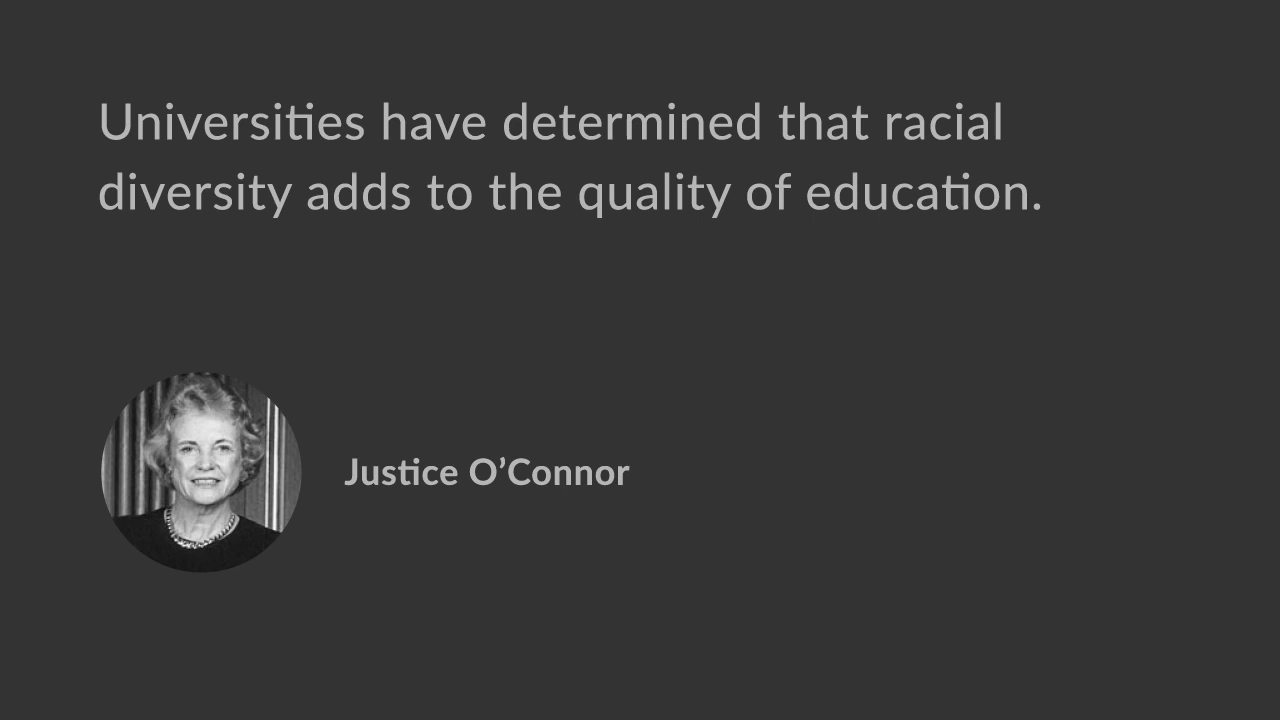 Universities have determined that racial
diversity adds to the quality of education.
Justice O’Connor